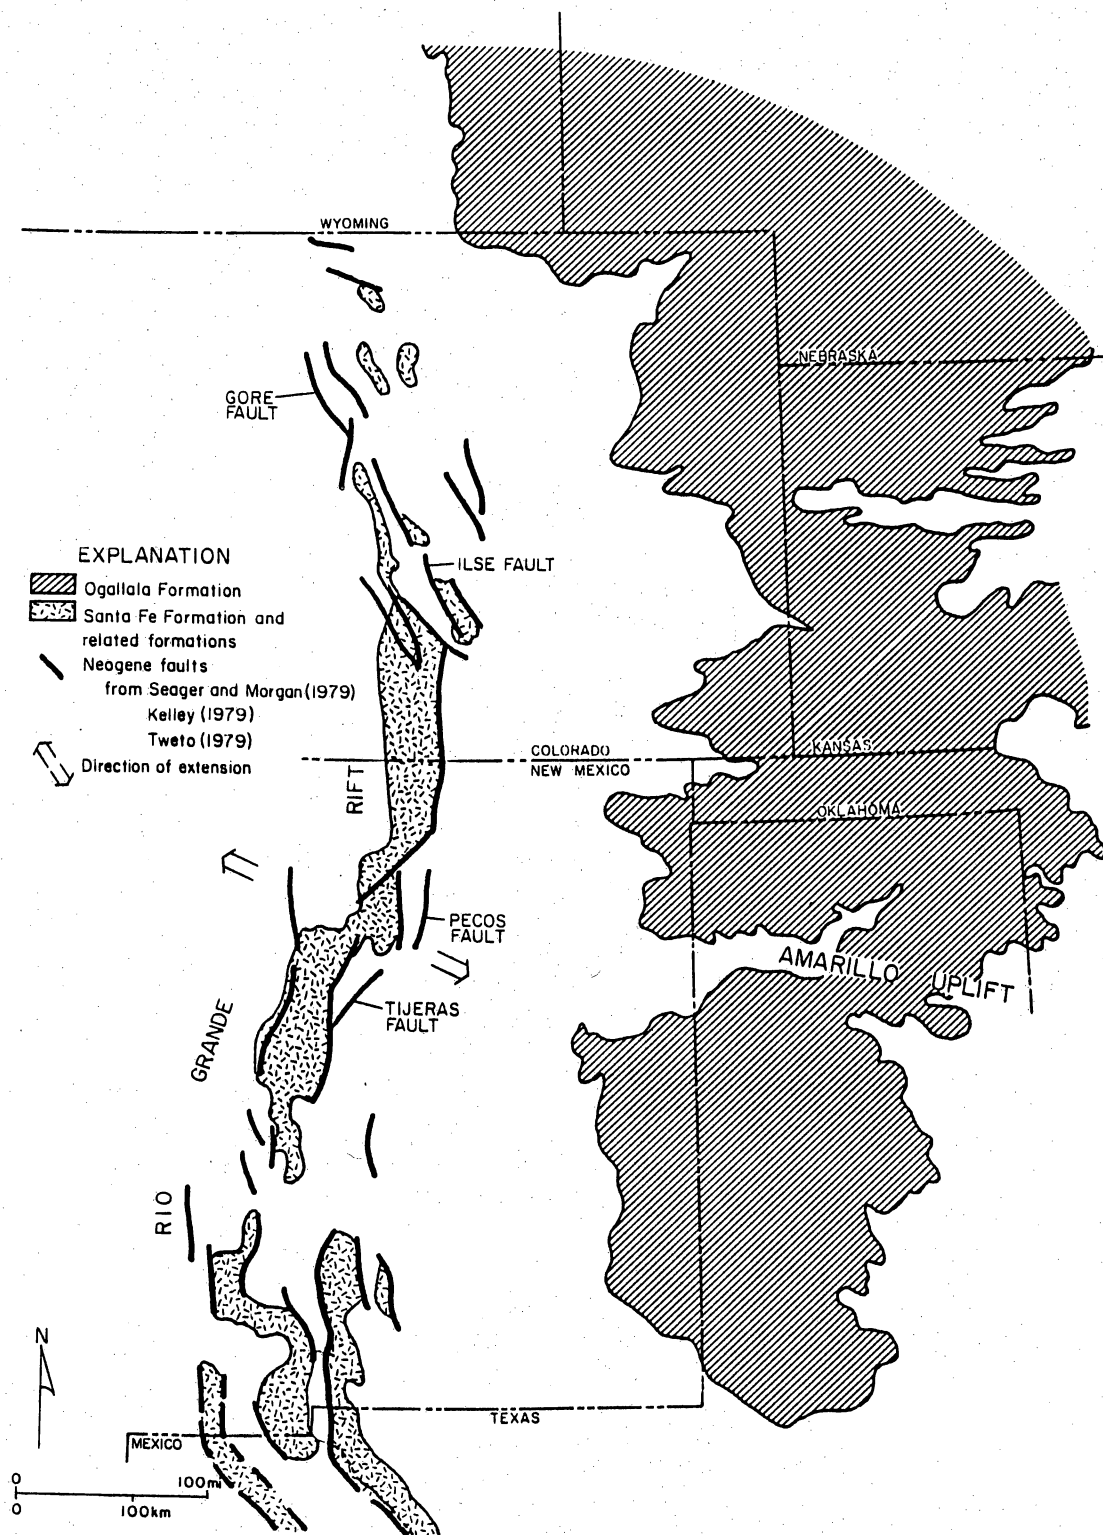 WYOMING
NEBRASKA
GORE
FAULT
ILSE FAULT
EXPLANATION
Ogallala Formation
Santa Fe Formation and
related formations
Neogene faults
from Seager and Morgan (1979)
Kelley (1979)
Tweto (1979)
Direction of extension
COLORADO
NEW MEXICO
KANSAS
OKLAHOMA
RIFT
PECOS
FAULT
AMARILLO UPLIFT
TIJERAS
FAULT
GRANDE
RIO
N
TEXAS
MEXICO
0 100mi
0 100km